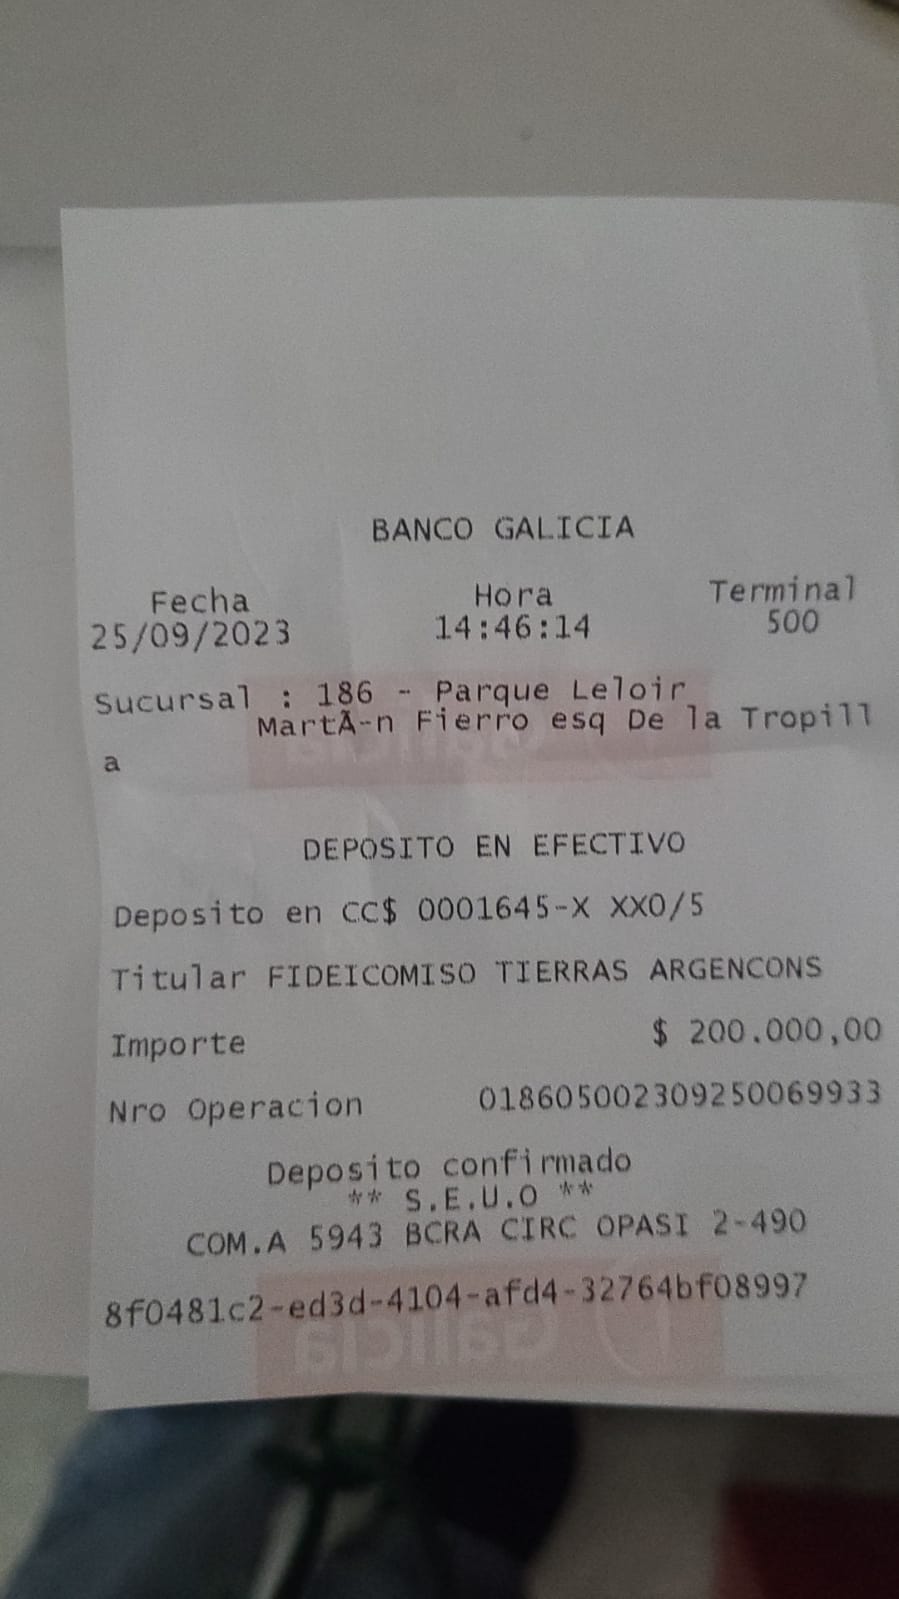 BANCO GALICIA
Fecha Hora Terminal
25/09/2023 14:46:14 500
Sucursal : 186 - Parque Leloir
MartÃ-n Fierro esq De la Tropill
a
DEPOSITO EN EFECTIVO
Deposito en CC$ 0001645-X XX0/5
Titular FIDEICOMISO TIERRAS ARGENCONS
Importe $ 200.000,00
Nro Operacion 018605002309250069933
Deposito confirmado
** S.E.U.O **
COM.A 5943 BCRA CIRC OPASI 2-490
8f0481c2-ed3d-4104-afd4-32764bf08997
Galicia